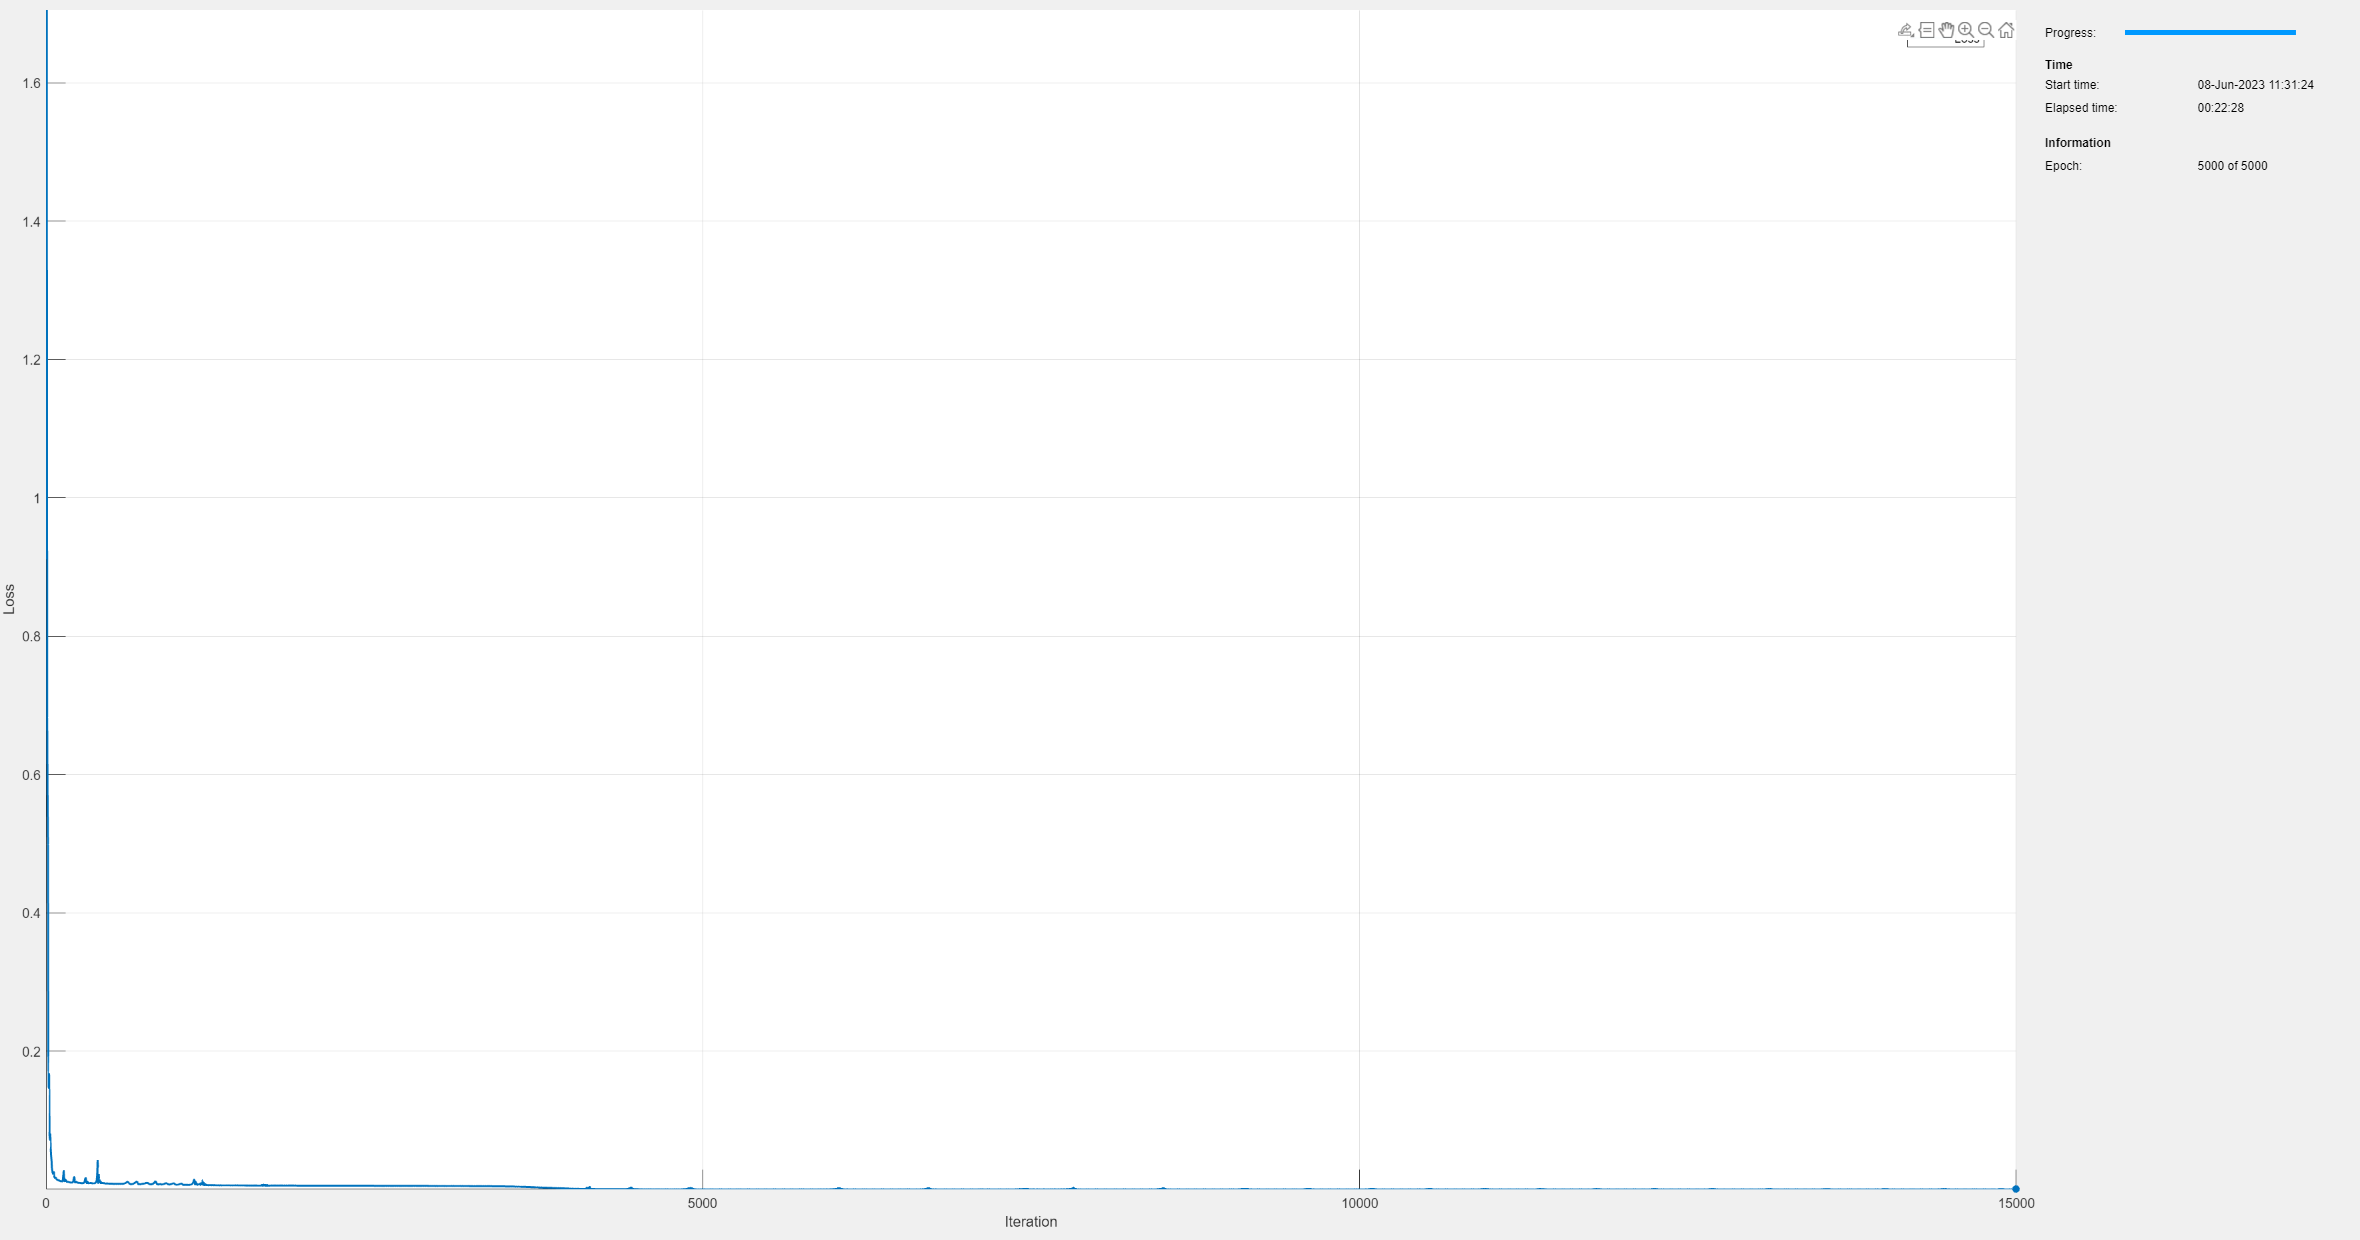 Progress:
Time
Start time: 08-Jun-2023 11:31:24
Elapsed time: 00:22:28
Information
Epoch: 5000 of 5000
1.6
1.4
1.2
1
0.8
0.6
0.4
0.2
Loss
0 5000 10000 15000
Iteration